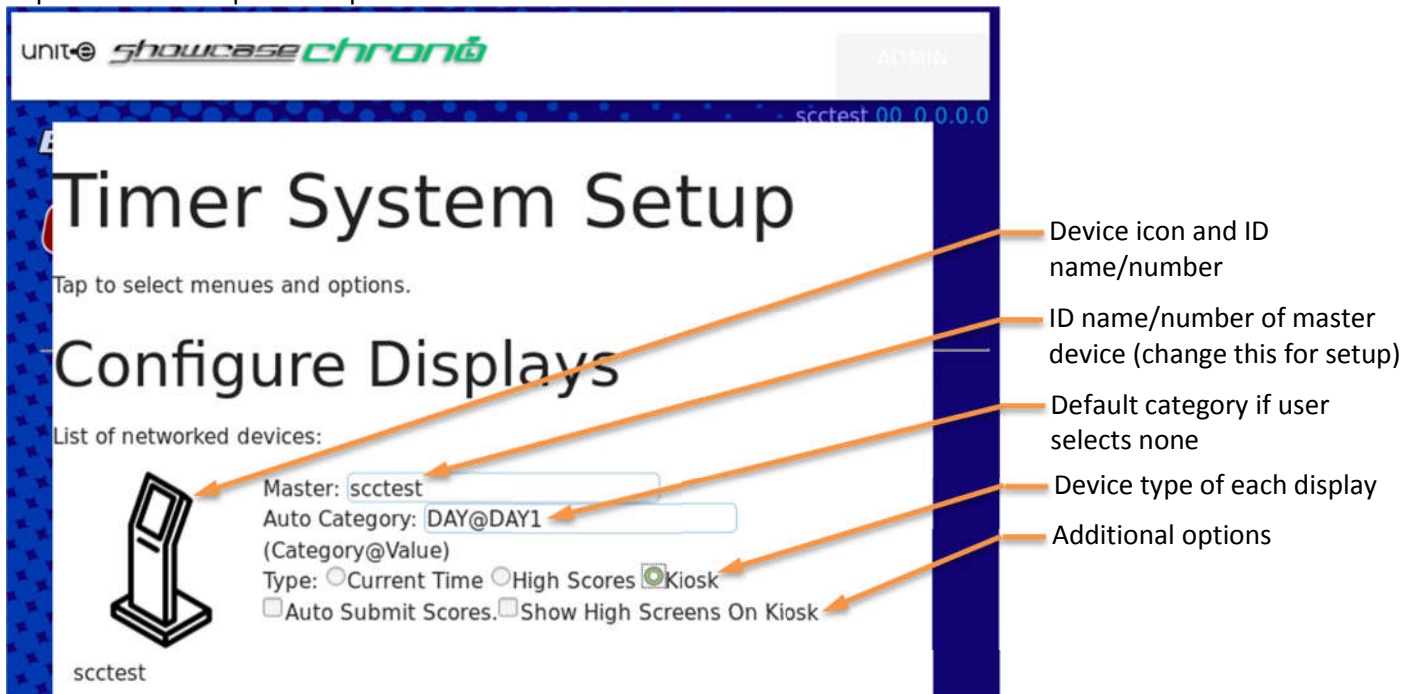 unit-e showcase chrono
ADMIN
scctest 00 0.0.0.0
Timer System Setup
Tap to select menues and options.
Configure Displays
List of networked devices:
Master: scctest
Auto Category: DAY@DAY1
(Category@Value)
Type: Current Time High Scores Kiosk
Auto Submit Scores. Show High Screens On Kiosk
scctest
Device icon and ID
name/number
ID name/number of master
device (change this for setup)
Default category if user
selects none
Device type of each display
Additional options